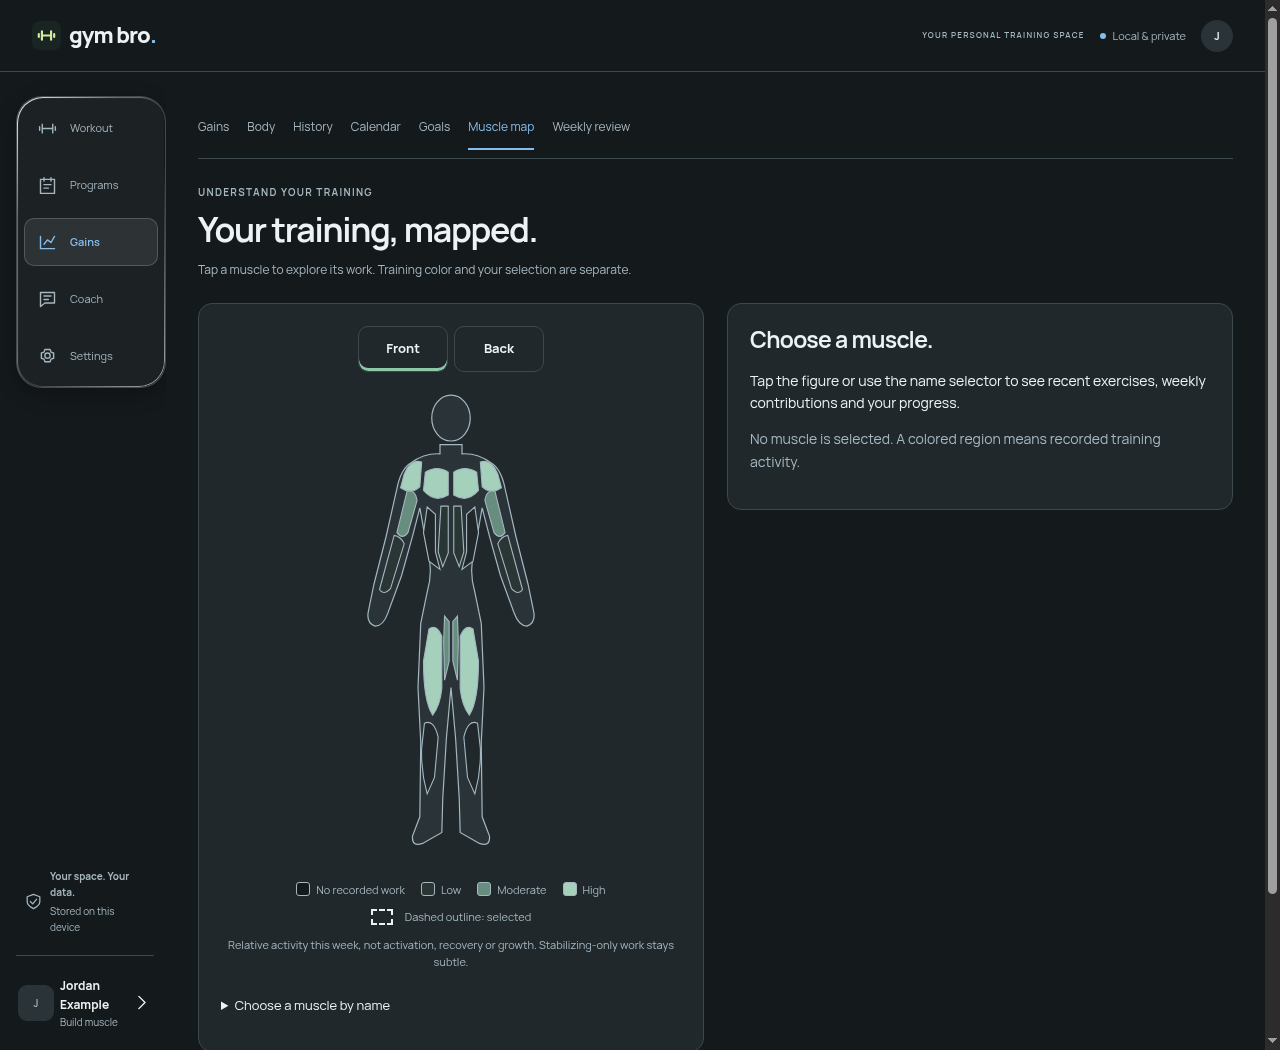 gym bro.
YOUR PERSONAL TRAINING SPACE
Local & private
J
Workout
Programs
Gains
Coach
Settings
Gains
Body
History
Calendar
Goals
Muscle map
Weekly review
UNDERSTAND YOUR TRAINING
Your training, mapped.
Tap a muscle to explore its work. Training color and your selection are separate.
Front
Back
No recorded work
Low
Moderate
High
Dashed outline: selected
Relative activity this week, not activation, recovery or growth. Stabilizing-only work stays
subtle.
Choose a muscle by name
Choose a muscle.
Tap the figure or use the name selector to see recent exercises, weekly
contributions and your progress.
No muscle is selected. A colored region means recorded training
activity.
Your space. Your
data.
Stored on this
device
J
Jordan
Example
Build muscle